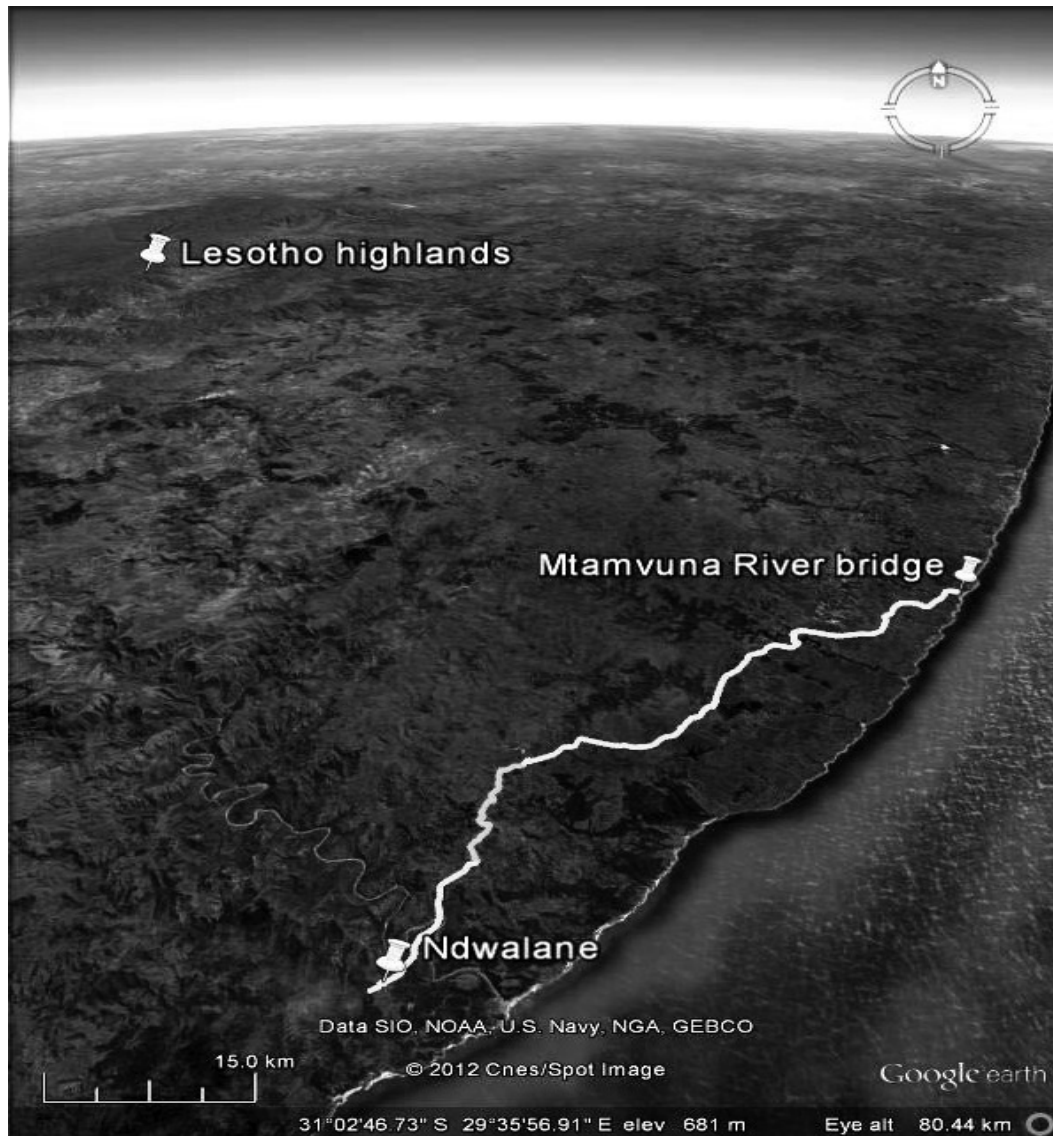 N
Lesotho highlands
Mtamvuna River bridge
Ndwalane
Data SIO, NOAA, U.S. Navy, NGA, GEBCO
15.0 km
© 2012 Cnes/Spot Image
Google earth
31°02'46.73" S 29°35'56.91" E elev 681 m Eye alt 80.44 km